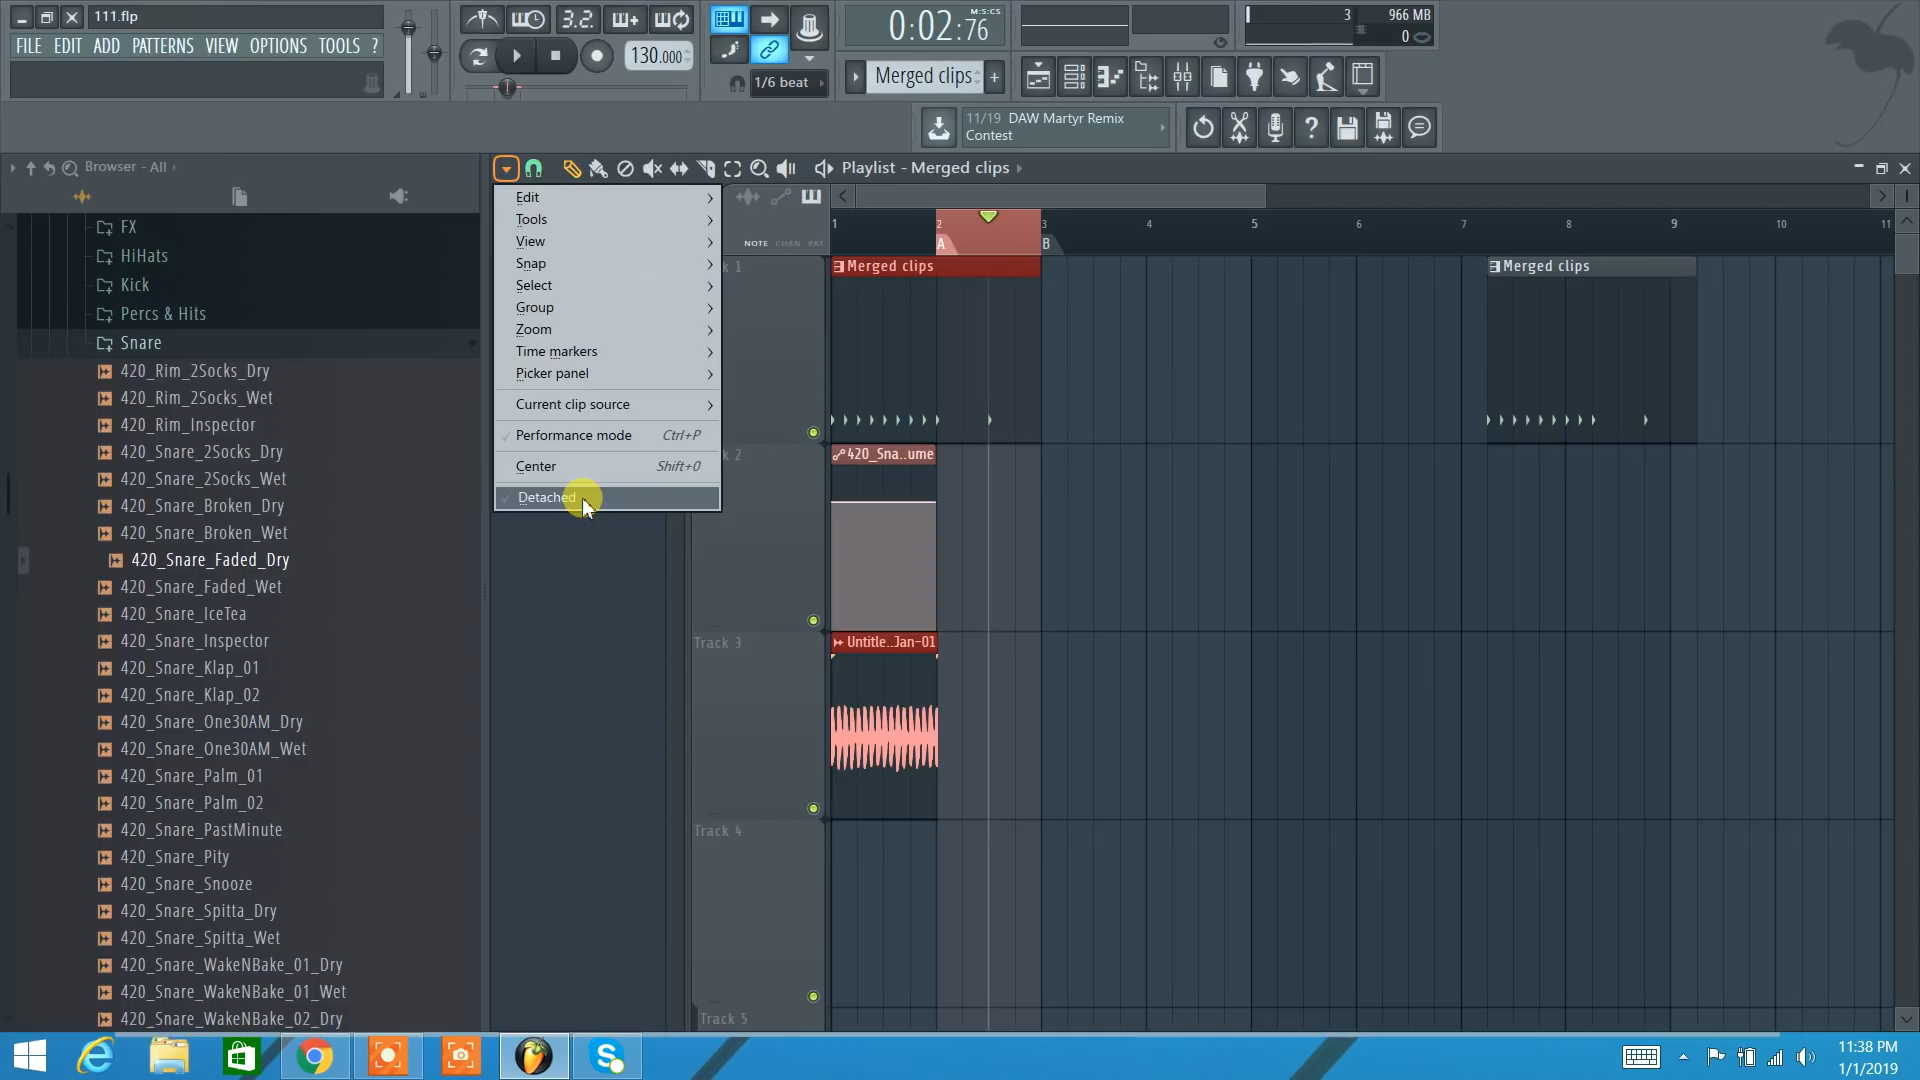 111.flp
FILE EDIT ADD PATTERNS VIEW OPTIONS TOOLS ?
3.2.
130.000
1/6 beat
0:02:76
M:S:CS
Merged clips
3
966 MB
0
11/19 DAW Martyr Remix
Contest
Browser - All
Playlist - Merged clips
FX
HiHats
Kick
Percs & Hits
Snare
420_Rim_2Socks_Dry
420_Rim_2Socks_Wet
420_Rim_Inspector
420_Snare_2Socks_Dry
420_Snare_2Socks_Wet
420_Snare_Broken_Dry
420_Snare_Broken_Wet
420_Snare_Faded_Dry
420_Snare_Faded_Wet
420_Snare_IceTea
420_Snare_Inspector
420_Snare_Klap_01
420_Snare_Klap_02
420_Snare_One30AM_Dry
420_Snare_One30AM_Wet
420_Snare_Palm_01
420_Snare_Palm_02
420_Snare_PastMinute
420_Snare_Pity
420_Snare_Snooze
420_Snare_Spitta_Dry
420_Snare_Spitta_Wet
420_Snare_WakeNBake_01_Dry
420_Snare_WakeNBake_01_Wet
420_Snare_WakeNBake_02_Dry
Edit
Tools
View
Snap
Select
Group
Zoom
Time markers
Picker panel
Current clip source
Performance mode Ctrl+P
Center Shift+0
Detached
NOTE CHAN PAT
1 2 3 4 5 6 7 8 9 10 11
A B
k 1
Merged clips
Merged clips
k 2
420_Sna..ume
Track 3
Untitle..Jan-01
Track 4
Track 5
11:38 PM
1/1/2019